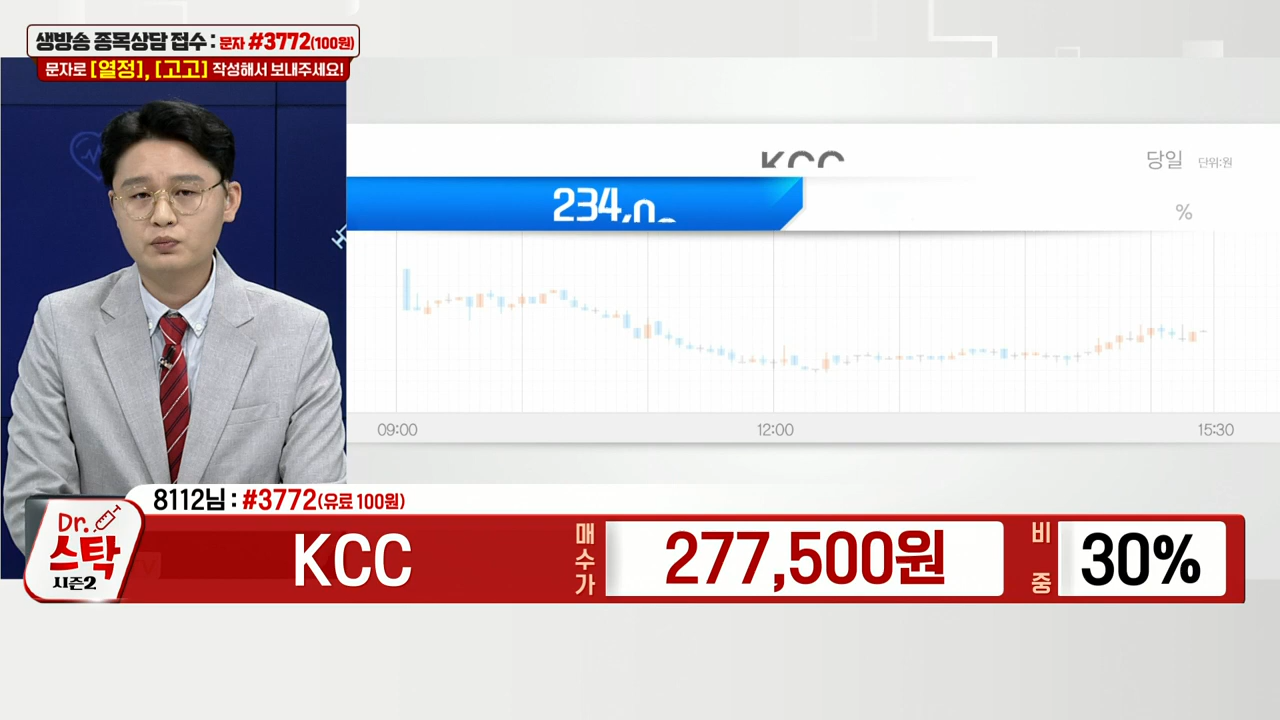 생방송 종목상담 접수 : 문자 #3772(100원)
문자로 [열정], [고고] 작성해서 보내주세요!
KCC
당일 단위:원
%
09:00 12:00 15:30
8112님 : #3772(유료 100원)
Dr.
스탁
시즌2
KCC 매수가 277,500원 비중 30%